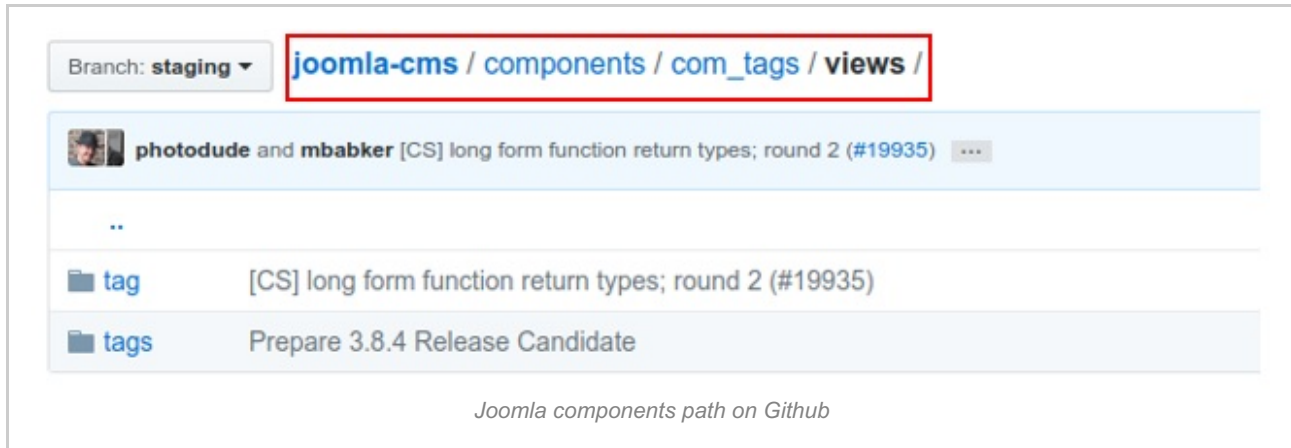 Branch: staging joomla-cms / components / com_tags / views /
photodude and mbabker [CS] long form function return types; round 2 (#19935) ...
..
tag [CS] long form function return types; round 2 (#19935)
tags Prepare 3.8.4 Release Candidate
Joomla components path on Github